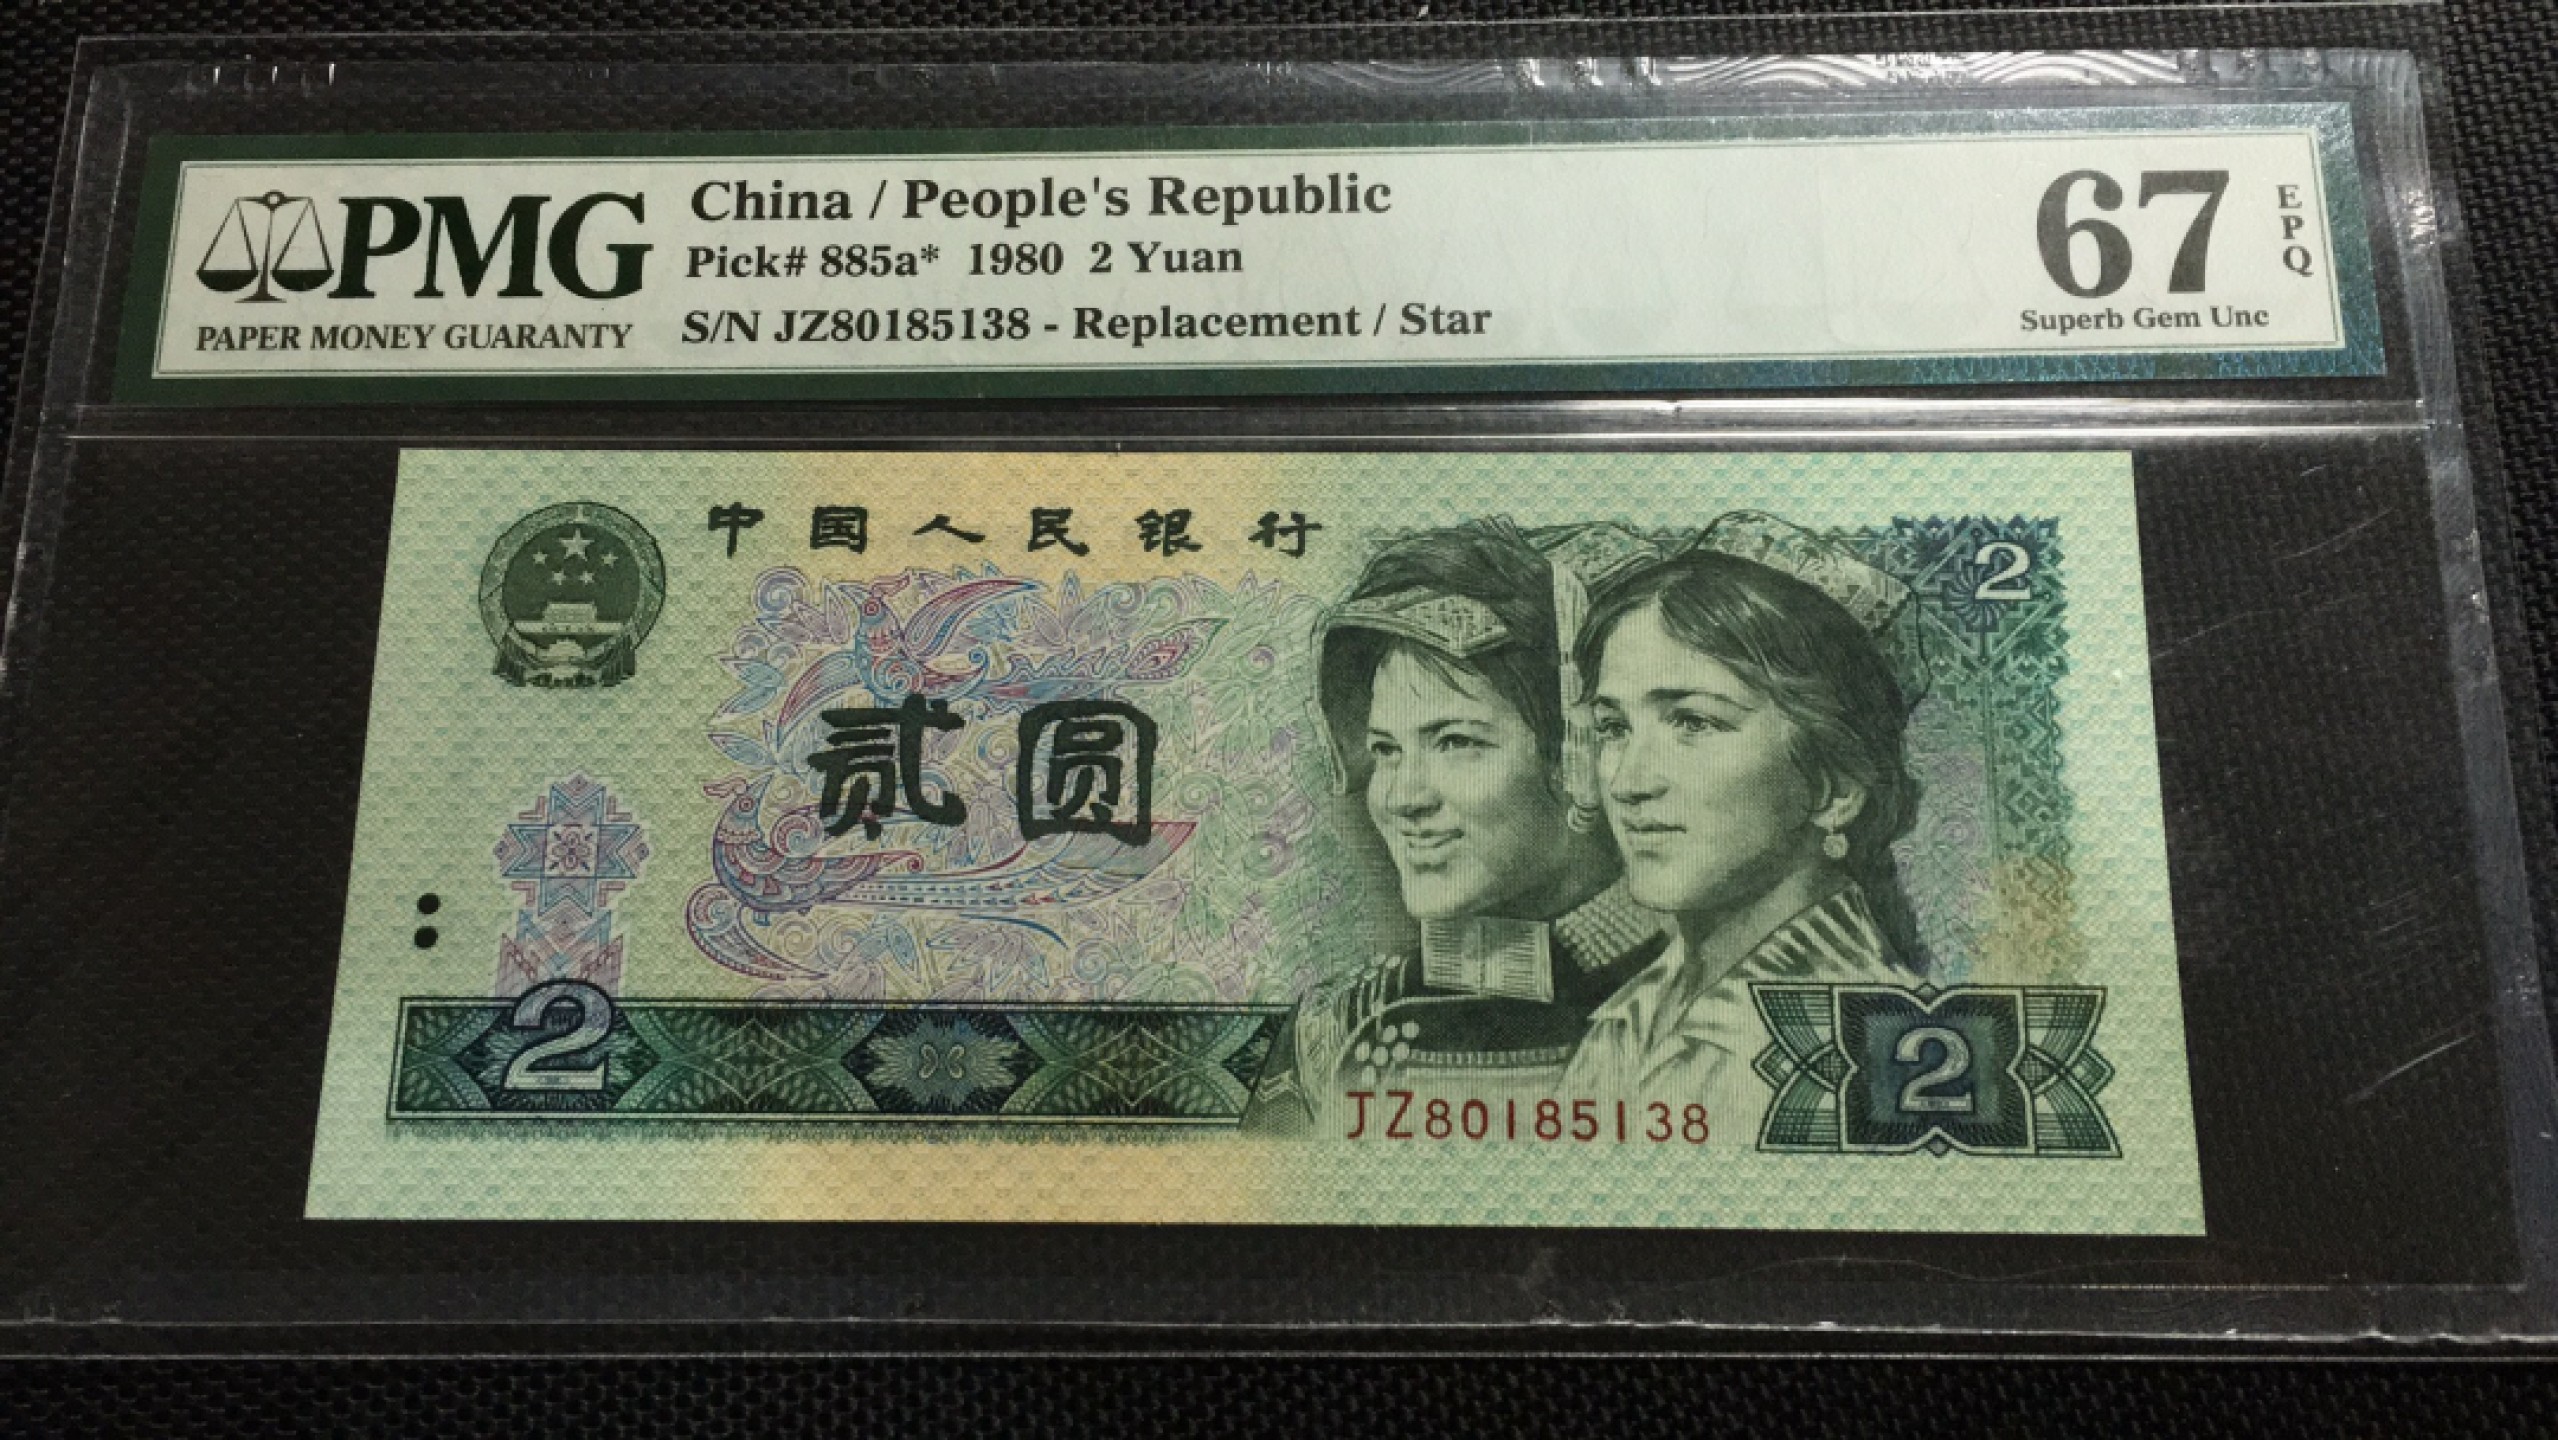 PMG
PAPER MONEY GUARANTY
China / People's Republic
Pick# 885a* 1980 2 Yuan
S/N JZ80185138 - Replacement / Star
67
EPQ
Superb Gem Unc
中国人民银行
2
贰圆
2
JZ80185138
2